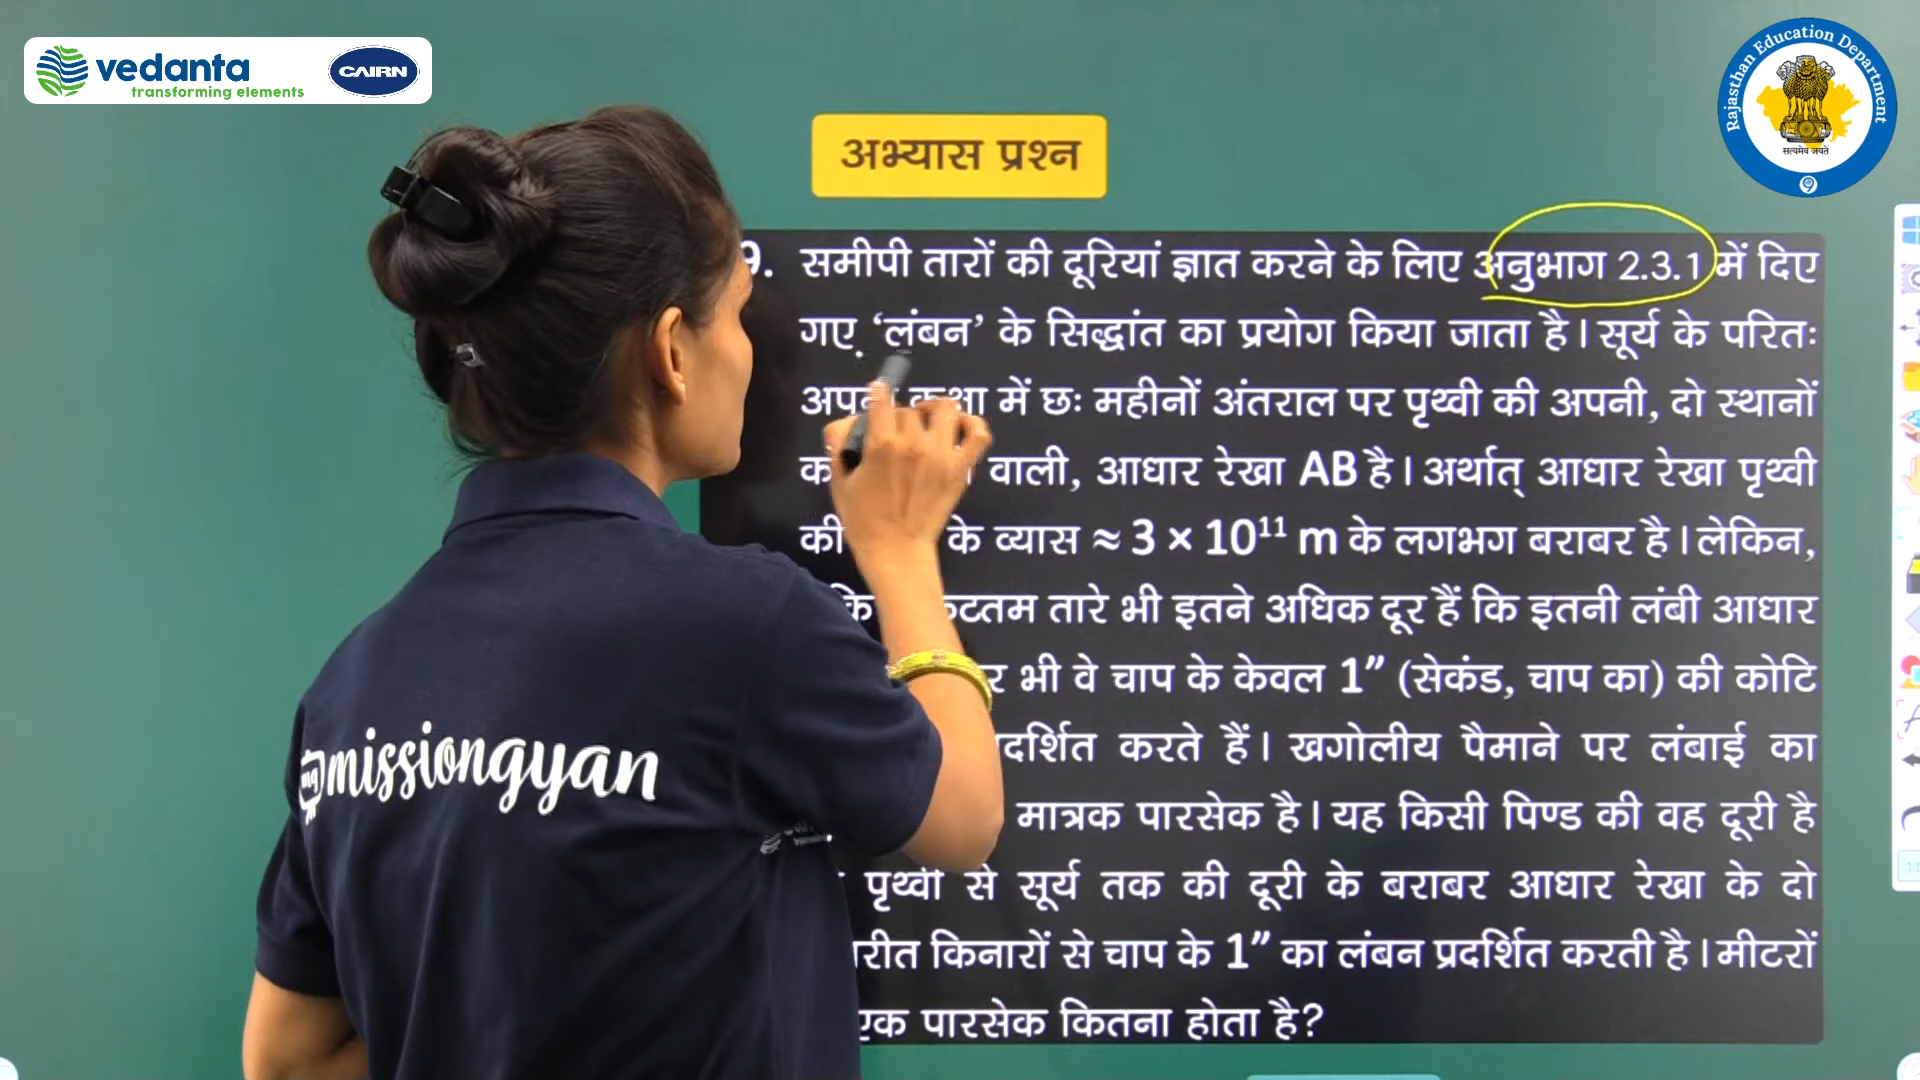 vedanta
transforming elements
CAIRN
Rajasthan Education Department
सत्यमेव जयते
अभ्यास प्रश्न
9. समीपी तारों की दूरियां ज्ञात करने के लिए अनुभाग 2.3.1 में दिए
गए ‘लंबन’ के सिद्धांत का प्रयोग किया जाता है। सूर्य के परितः
कक्षा में छः महीनों अंतराल पर पृथ्वी की अपनी, दो स्थानों
वाली, आधार रेखा AB है। अर्थात् आधार रेखा पृथ्वी
की के व्यास ≈ 3 × 10¹¹ m के लगभग बराबर है। लेकिन,
तारे भी इतने अधिक दूर हैं कि इतनी लंबी आधार
भी वे चाप के केवल 1” (सेकंड, चाप का) की कोटि
करते हैं। खगोलीय पैमाने पर लंबाई का
मात्रक पारसेक है। यह किसी पिण्ड की वह दूरी है
पृथ्वी से सूर्य तक की दूरी के बराबर आधार रेखा के दो
किनारों से चाप के 1” का लंबन प्रदर्शित करती है। मीटरों
एक पारसेक कितना होता है?
missiongyan